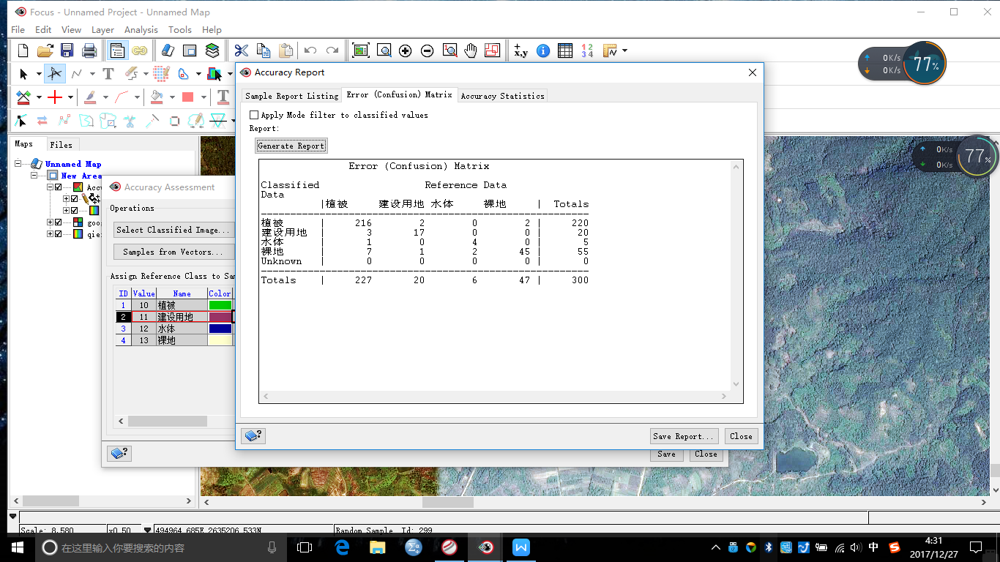 Focus - Unnamed Project - Unnamed Map
File Edit View Layer Analysis Tools Help
0K/s
0K/s
77%
Accuracy Report
Sample Report Listing Error (Confusion) Matrix Accuracy Statistics
Apply Mode filter to classified values
Report:
Generate Report
Error (Confusion) Matrix
Classified Reference Data
Data
|植被 建设用地 水体 裸地 | Totals
植被 | 216 2 0 2 | 220
建设用地 | 3 17 0 0 | 20
水体 | 1 0 4 0 | 5
裸地 | 7 1 2 45 | 55
Unknown | 0 0 0 0 | 0
Totals | 227 20 6 47 | 300
Save Report... Close
Maps Files
Unnamed Map
New Area
Accu
goo
qie
0K/s
0K/s
77%
Accuracy Assessment
Operations
Select Classified Image...
Samples from Vectors...
Assign Reference Class to Sam
ID Value Name Color
1 10 植被
2 11 建设用地
3 12 水体
4 13 裸地
Save Close
Scale: 8,580 x0.50 494964.685E 2635206.533N Random Sample Id: 299
在这里输入你要搜索的内容
中
4:31
2017/12/27